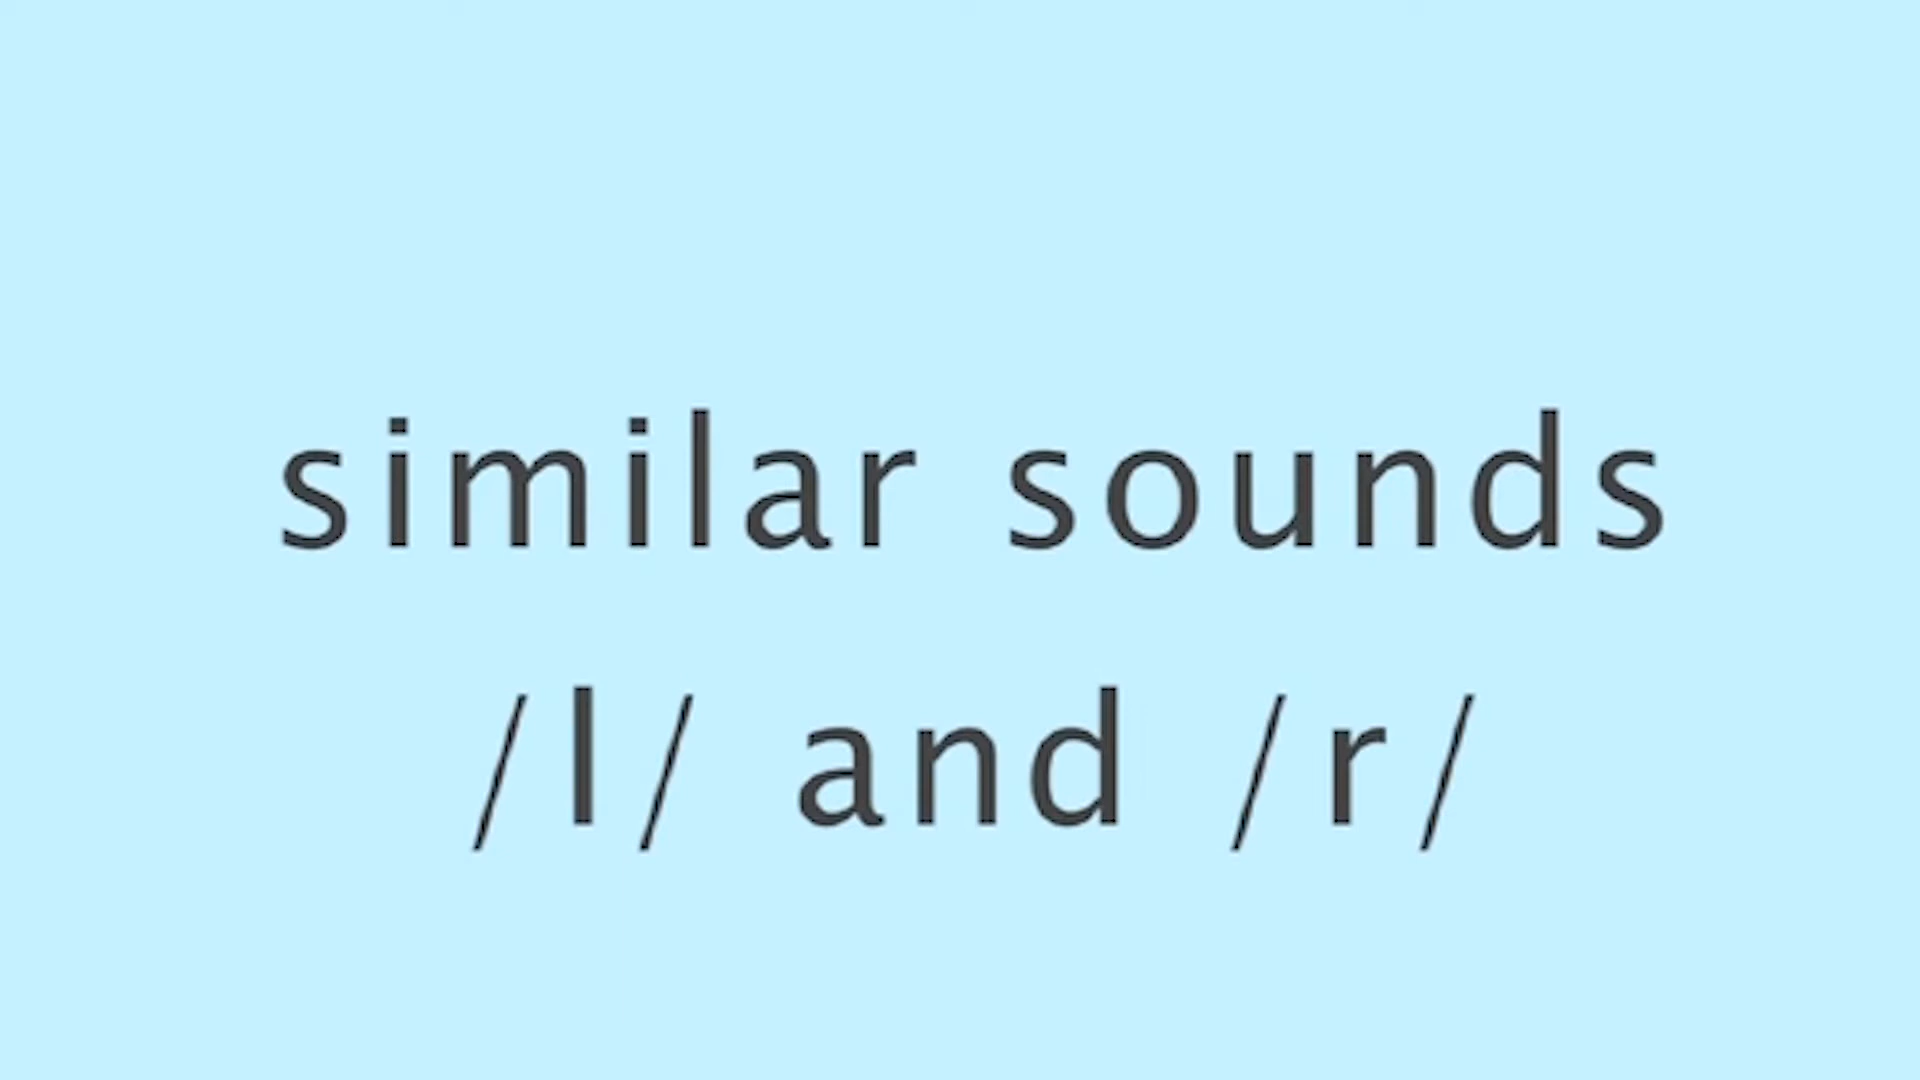 similar sounds
/l/ and /r/